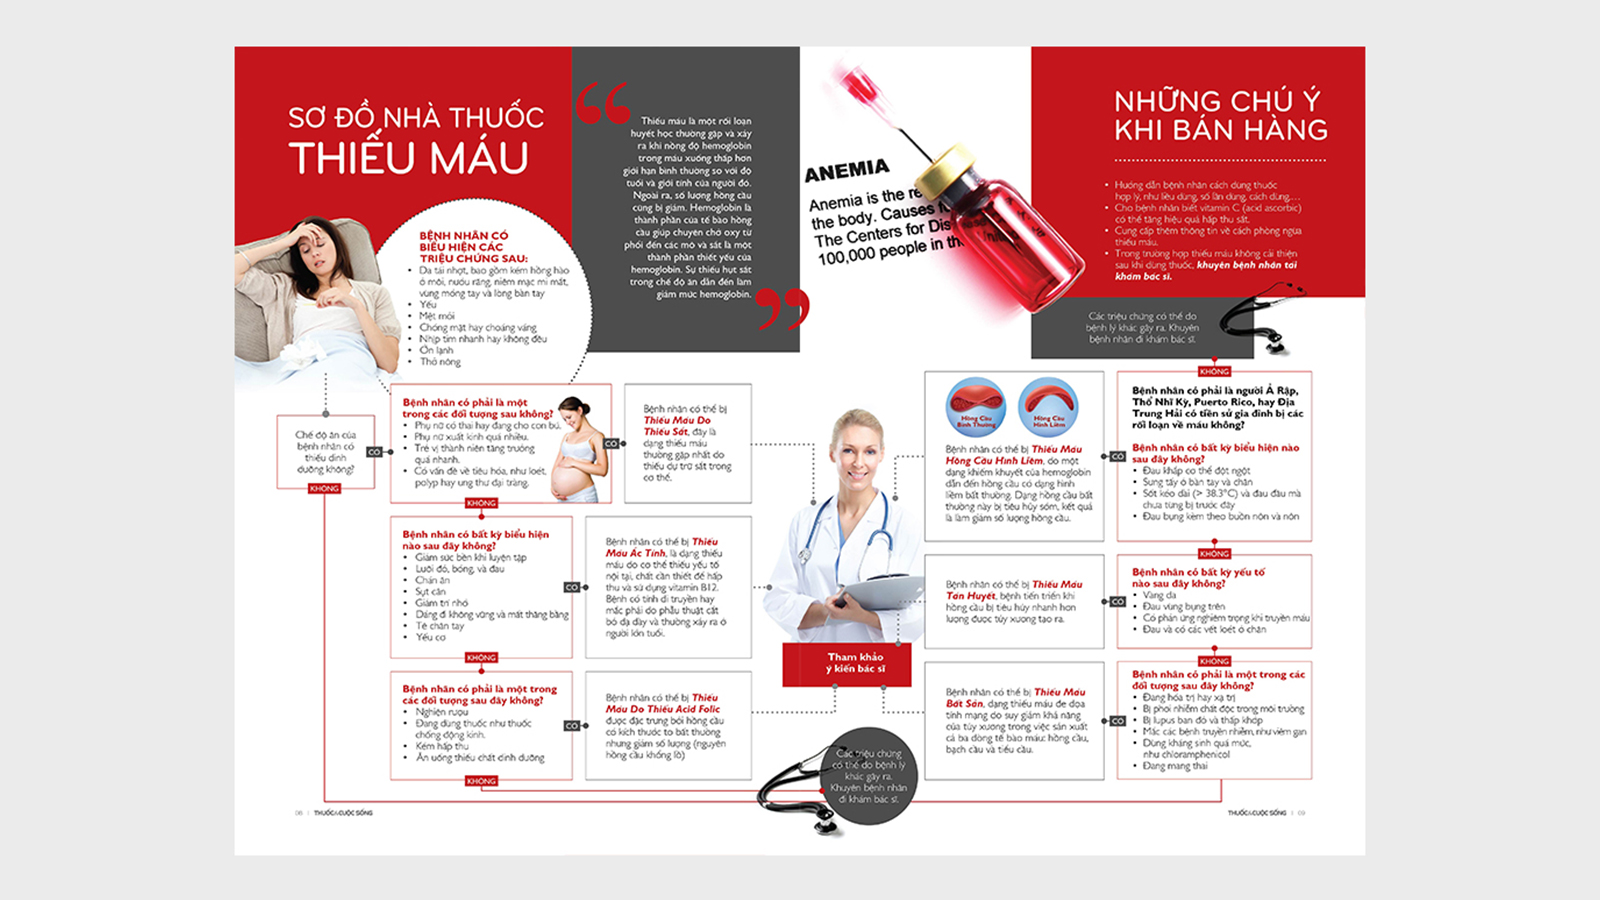 SƠ ĐỒ NHÀ THUỐC
THIẾU MÁU
BỆNH NHÂN CÓ
BIỂU HIỆN CÁC
TRIỆU CHỨNG SAU:
• Da tái nhợt, bao gồm kém hồng hào
ở môi, nướu răng, niêm mạc mi mắt,
vùng móng tay và lòng bàn tay
• Yếu
• Mệt mỏi
• Chóng mặt hay choáng váng
• Nhịp tim nhanh hay không đều
• Ớn lạnh
• Thở nông
“
Thiếu máu là một rối loạn
huyết học thường gặp và xảy
ra khi nồng độ hemoglobin
trong máu xuống thấp hơn
giới hạn bình thường so với độ
tuổi và giới tính của người đó.
Ngoài ra, số lượng hồng cầu
cũng bị giảm. Hemoglobin là
thành phần của tế bào hồng
cầu giúp chuyên chở oxy từ
phổi đến các mô và sắt là một
thành phần thiết yếu của
hemoglobin. Sự thiếu hụt sắt
trong chế độ ăn dẫn đến làm
giảm mức hemoglobin.
”
ANEMIA
Anemia is the re
the body. Causes
The Centers for Dis
100,000 people in th
NHỮNG CHÚ Ý
KHI BÁN HÀNG
• Hướng dẫn bệnh nhân cách dùng thuốc
hợp lý, như liều dùng, số lần dùng, cách dùng,...
• Cho bệnh nhân biết vitamin C (acid ascorbic)
có thể tăng hiệu quả hấp thu sắt.
• Cung cấp thêm thông tin về cách phòng ngừa
thiếu máu.
• Trong trường hợp thiếu máu không cải thiện
sau khi dùng thuốc, khuyên bệnh nhân tái
khám bác sĩ.
Các triệu chứng có thể do
bệnh lý khác gây ra. Khuyên
bệnh nhân đi khám bác sĩ.
Chế độ ăn của
bệnh nhân có
thiếu dinh
dưỡng không?
CÓ
KHÔNG
Bệnh nhân có phải là một
trong các đối tượng sau không?
• Phụ nữ có thai hay đang cho con bú.
• Phụ nữ xuất kinh quá nhiều.
• Trẻ vị thành niên tăng trưởng
quá nhanh.
• Có vấn đề về tiêu hóa, như loét,
polyp hay ung thư đại tràng.
CÓ
Bệnh nhân có thể bị
Thiếu Máu Do
Thiếu Sắt, đây là
dạng thiếu máu
thường gặp nhất do
thiếu dự trữ sắt trong
cơ thể.
KHÔNG
Bệnh nhân có bất kỳ biểu hiện
nào sau đây không?
• Giảm sức bền khi luyện tập
• Lưỡi đỏ, bóng, và đau
• Chán ăn
• Sụt cân
• Giảm trí nhớ
• Dáng đi không vững và mất thăng bằng
• Tê chân tay
• Yếu cơ
CÓ
Bệnh nhân có thể bị Thiếu
Máu Ác Tính, là dạng thiếu
máu do cơ thể thiếu yếu tố
nội tại, chất cần thiết để hấp
thu và sử dụng vitamin B12.
Bệnh có tính di truyền hay
mắc phải do phẫu thuật cắt
bỏ dạ dày và thường xảy ra ở
người lớn tuổi.
KHÔNG
Bệnh nhân có phải là một trong
các đối tượng sau đây không?
• Nghiện rượu
• Đang dùng thuốc như thuốc
chống động kinh.
• Kém hấp thu
• Ăn uống thiếu chất dinh dưỡng
CÓ
Bệnh nhân có thể bị Thiếu
Máu Do Thiếu Acid Folic
được đặc trưng bởi hồng cầu
có kích thước to bất thường
nhưng giảm số lượng (nguyên
hồng cầu khổng lồ)
KHÔNG
Tham khảo
ý kiến bác sĩ
Các triệu chứng
có thể do bệnh lý
khác gây ra.
Khuyên bệnh nhân
đi khám bác sĩ.
KHÔNG
Bệnh nhân có phải là người Ả Rập,
Thổ Nhĩ Kỳ, Puerto Rico, hay Địa
Trung Hải có tiền sử gia đình bị các
rối loạn về máu không?
Bệnh nhân có bất kỳ biểu hiện nào
sau đây không?
• Đau khớp có thể đột ngột
• Sưng tấy ở bàn tay và chân
• Sốt kéo dài (> 38.3°C) và đau đầu mà
chưa từng bị trước đây
• Đau bụng kèm theo buồn nôn và nôn
CÓ
Hồng Cầu
Bình Thường
Hồng Cầu
Hình Liềm
Bệnh nhân có thể bị Thiếu Máu
Hồng Cầu Hình Liềm, do một
dạng khiếm khuyết của hemoglobin
dẫn đến hồng cầu có dạng hình
liềm bất thường. Dạng hồng cầu bất
thường này bị tiêu hủy sớm, kết quả
là làm giảm số lượng hồng cầu.
KHÔNG
Bệnh nhân có bất kỳ yếu tố
nào sau đây không?
• Vàng da
• Đau vùng bụng trên
• Có phản ứng nghiêm trọng khi truyền máu
• Đau và có các vết loét ở chân
CÓ
Bệnh nhân có thể bị Thiếu Máu
Tán Huyết, bệnh tiến triển khi
hồng cầu bị tiêu hủy nhanh hơn
lượng được tủy xương tạo ra.
KHÔNG
Bệnh nhân có phải là một trong các
đối tượng sau đây không?
• Đang hóa trị hay xạ trị
• Bị phơi nhiễm chất độc trong môi trường
• Bị lupus ban đỏ và thấp khớp
• Mắc các bệnh truyền nhiễm, như viêm gan
• Dùng kháng sinh quá mức,
như chloramphenicol
• Đang mang thai
CÓ
Bệnh nhân có thể bị Thiếu Máu
Bất Sản, dạng thiếu máu đe dọa
tính mạng do suy giảm khả năng
của tủy xương trong việc sản xuất
cả ba dòng tế bào máu: hồng cầu,
bạch cầu và tiểu cầu.
08 | THUỐC&CUỘC SỐNG
THUỐC&CUỘC SỐNG | 09